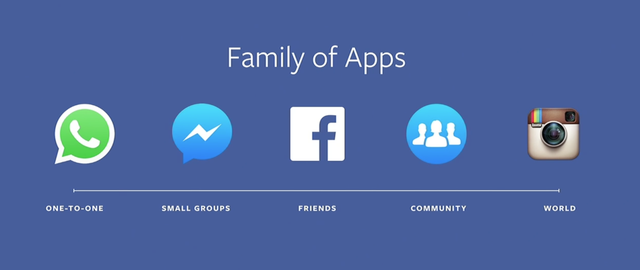 Family of Apps
ONE-TO-ONE
SMALL GROUPS
FRIENDS
COMMUNITY
WORLD